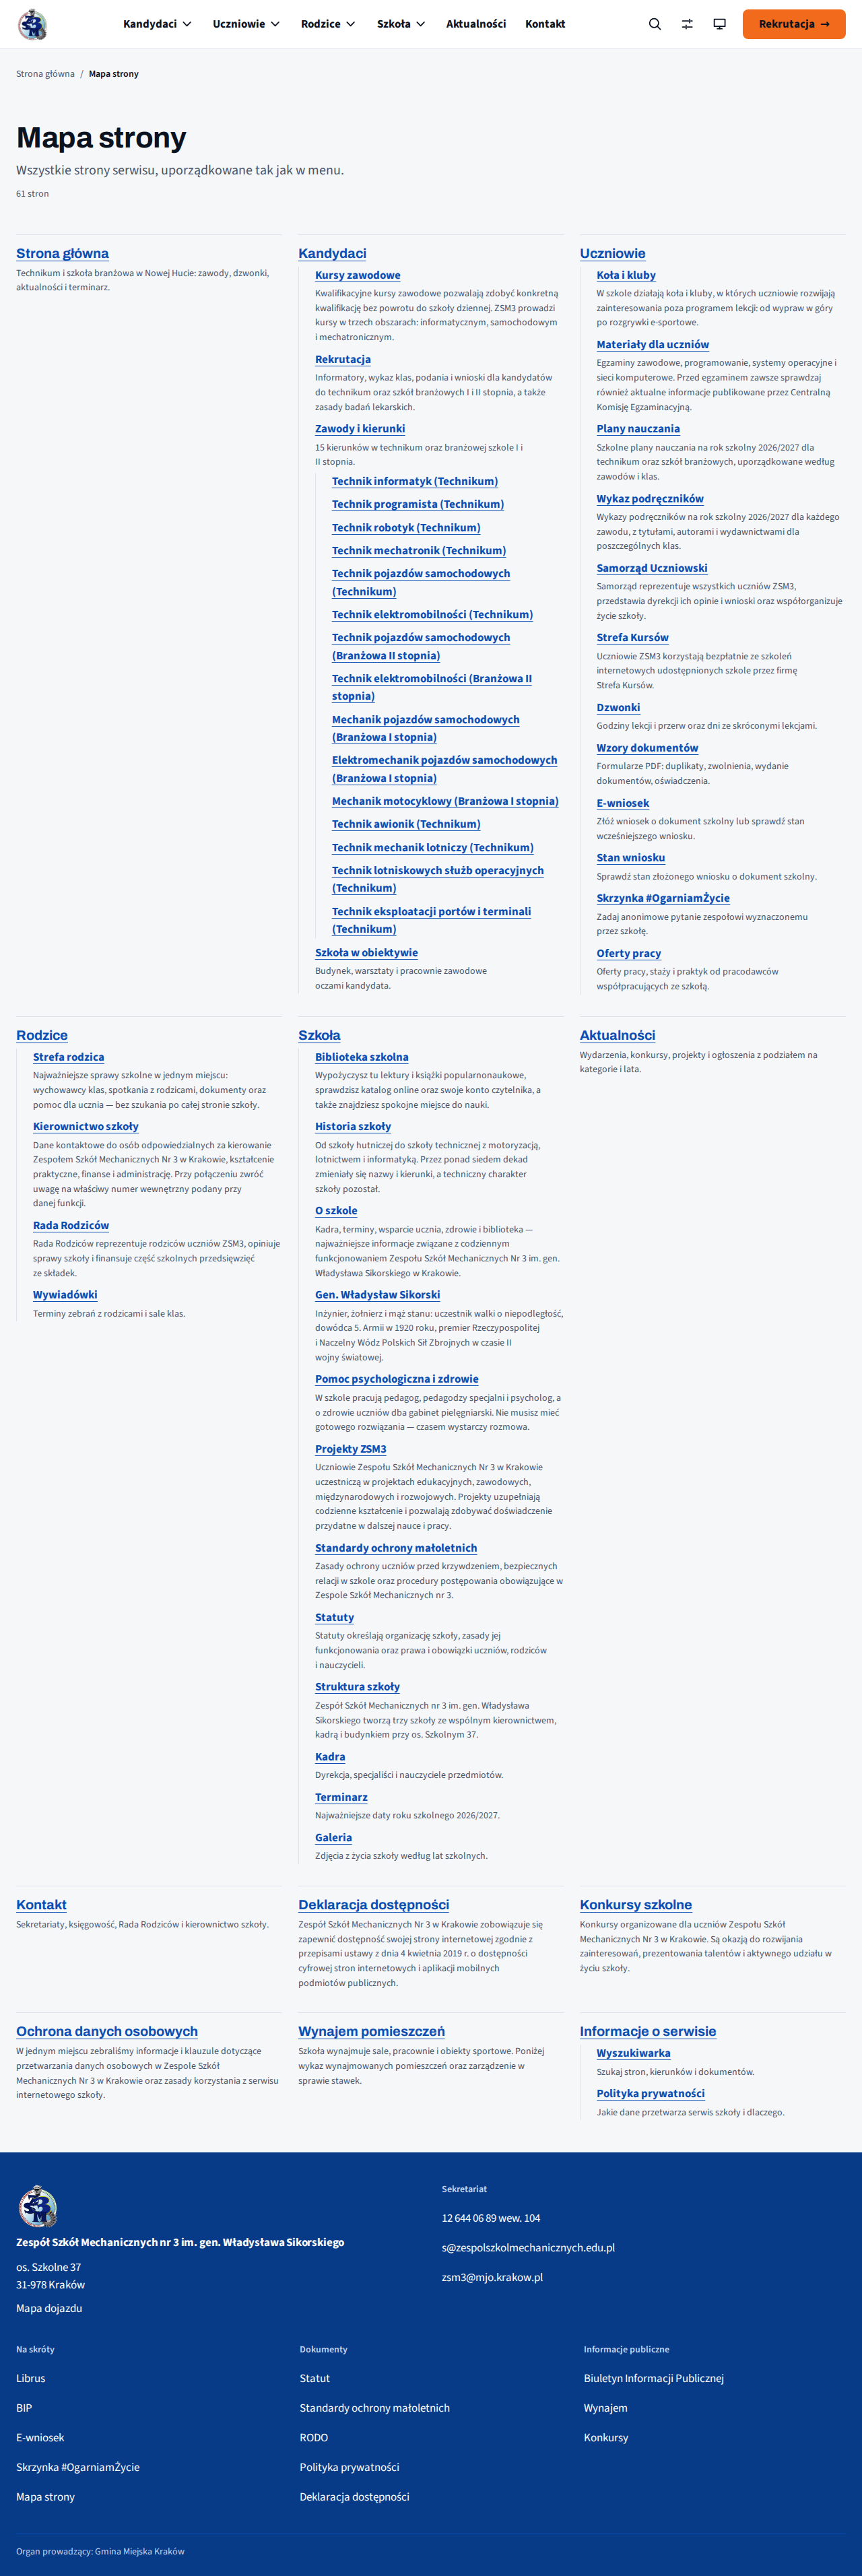 Kandydaci
Uczniowie
Rodzice
Szkoła
Aktualności
Kontakt
Rekrutacja →
Strona główna / Mapa strony
Mapa strony
Wszystkie strony serwisu, uporządkowane tak jak w menu.
61 stron
Strona główna
Technikum i szkoła branżowa w Nowej Hucie: zawody, dzwonki,
aktualności i terminarz.
Kandydaci
Kursy zawodowe
Kwalifikacyjne kursy zawodowe pozwalają zdobyć konkretną
kwalifikację bez powrotu do szkoły dziennej. ZSM3 prowadzi
kursy w trzech obszarach: informatycznym, samochodowym
i mechatronicznym.
Rekrutacja
Informatory, wykaz klas, podania i wnioski dla kandydatów
do technikum oraz szkół branżowych I i II stopnia, a także
zasady badań lekarskich.
Zawody i kierunki
15 kierunków w technikum oraz branżowej szkole I i
II stopnia.
Technik informatyk (Technikum)
Technik programista (Technikum)
Technik robotyk (Technikum)
Technik mechatronik (Technikum)
Technik pojazdów samochodowych
(Technikum)
Technik elektromobilności (Technikum)
Technik pojazdów samochodowych
(Branżowa II stopnia)
Technik elektromobilności (Branżowa II
stopnia)
Mechanik pojazdów samochodowych
(Branżowa I stopnia)
Elektromechanik pojazdów samochodowych
(Branżowa I stopnia)
Mechanik motocyklowy (Branżowa I stopnia)
Technik awionik (Technikum)
Technik mechanik lotniczy (Technikum)
Technik lotniskowych służb operacyjnych
(Technikum)
Technik eksploatacji portów i terminali
(Technikum)
Szkoła w obiektywie
Budynek, warsztaty i pracownie zawodowe
oczami kandydata.
Uczniowie
Koła i kluby
W szkole działają koła i kluby, w których uczniowie rozwijają
zainteresowania poza programem lekcji: od wypraw w góry
po rozgrywki e-sportowe.
Materiały dla uczniów
Egzaminy zawodowe, programowanie, systemy operacyjne i
sieci komputerowe. Przed egzaminem zawsze sprawdzaj
również aktualne informacje publikowane przez Centralną
Komisję Egzaminacyjną.
Plany nauczania
Szkolne plany nauczania na rok szkolny 2026/2027 dla
technikum oraz szkół branżowych, uporządkowane według
zawodów i klas.
Wykaz podręczników
Wykazy podręczników na rok szkolny 2026/2027 dla każdego
zawodu, z tytułami, autorami i wydawnictwami dla
poszczególnych klas.
Samorząd Uczniowski
Samorząd reprezentuje wszystkich uczniów ZSM3,
przedstawia dyrekcji ich opinie i wnioski oraz współorganizuje
życie szkoły.
Strefa Kursów
Uczniowie ZSM3 korzystają bezpłatnie ze szkoleń
internetowych udostępnionych szkole przez firmę
Strefa Kursów.
Dzwonki
Godziny lekcji i przerw oraz dni ze skróconymi lekcjami.
Wzory dokumentów
Formularze PDF: duplikaty, zwolnienia, wydanie
dokumentów, oświadczenia.
E-wniosek
Złóż wniosek o dokument szkolny lub sprawdź stan
wcześniejszego wniosku.
Stan wniosku
Sprawdź stan złożonego wniosku o dokument szkolny.
Skrzynka #OgarniamŻycie
Zadaj anonimowe pytanie zespołowi wyznaczonemu
przez szkołę.
Oferty pracy
Oferty pracy, staży i praktyk od pracodawców
współpracujących ze szkołą.
Rodzice
Strefa rodzica
Najważniejsze sprawy szkolne w jednym miejscu:
wychowawcy klas, spotkania z rodzicami, dokumenty oraz
pomoc dla ucznia — bez szukania po całej stronie szkoły.
Kierownictwo szkoły
Dane kontaktowe do osób odpowiedzialnych za kierowanie
Zespołem Szkół Mechanicznych Nr 3 w Krakowie, kształcenie
praktyczne, finanse i administrację. Przy połączeniu zwróć
uwagę na właściwy numer wewnętrzny podany przy
danej funkcji.
Rada Rodziców
Rada Rodziców reprezentuje rodziców uczniów ZSM3, opiniuje
sprawy szkoły i finansuje część szkolnych przedsięwzięć
ze składek.
Wywiadówki
Terminy zebrań z rodzicami i sale klas.
Szkoła
Biblioteka szkolna
Wypożyczysz tu lektury i książki popularnonaukowe,
sprawdzisz katalog online oraz swoje konto czytelnika, a
także znajdziesz spokojne miejsce do nauki.
Historia szkoły
Od szkoły hutniczej do szkoły technicznej z motoryzacją,
lotnictwem i informatyką. Przez ponad siedem dekad
zmieniały się nazwy i kierunki, a techniczny charakter
szkoły pozostał.
O szkole
Kadra, terminy, wsparcie ucznia, zdrowie i biblioteka —
najważniejsze informacje związane z codziennym
funkcjonowaniem Zespołu Szkół Mechanicznych Nr 3 im. gen.
Władysława Sikorskiego w Krakowie.
Gen. Władysław Sikorski
Inżynier, żołnierz i mąż stanu: uczestnik walki o niepodległość,
dowódca 5. Armii w 1920 roku, premier Rzeczypospolitej
i Naczelny Wódz Polskich Sił Zbrojnych w czasie II
wojny światowej.
Pomoc psychologiczna i zdrowie
W szkole pracują pedagog, pedagodzy specjalni i psycholog, a
o zdrowie uczniów dba gabinet pielęgniarski. Nie musisz mieć
gotowego rozwiązania — czasem wystarczy rozmowa.
Projekty ZSM3
Uczniowie Zespołu Szkół Mechanicznych Nr 3 w Krakowie
uczestniczą w projektach edukacyjnych, zawodowych,
międzynarodowych i rozwojowych. Projekty uzupełniają
codzienne kształcenie i pozwalają zdobywać doświadczenie
przydatne w dalszej nauce i pracy.
Standardy ochrony małoletnich
Zasady ochrony uczniów przed krzywdzeniem, bezpiecznych
relacji w szkole oraz procedury postępowania obowiązujące w
Zespole Szkół Mechanicznych nr 3.
Statuty
Statuty określają organizację szkoły, zasady jej
funkcjonowania oraz prawa i obowiązki uczniów, rodziców
i nauczycieli.
Struktura szkoły
Zespół Szkół Mechanicznych nr 3 im. gen. Władysława
Sikorskiego tworzą trzy szkoły ze wspólnym kierownictwem,
kadrą i budynkiem przy os. Szkolnym 37.
Kadra
Dyrekcja, specjaliści i nauczyciele przedmiotów.
Terminarz
Najważniejsze daty roku szkolnego 2026/2027.
Galeria
Zdjęcia z życia szkoły według lat szkolnych.
Aktualności
Wydarzenia, konkursy, projekty i ogłoszenia z podziałem na
kategorie i lata.
Kontakt
Sekretariaty, księgowość, Rada Rodziców i kierownictwo szkoły.
Deklaracja dostępności
Zespół Szkół Mechanicznych Nr 3 w Krakowie zobowiązuje się
zapewnić dostępność swojej strony internetowej zgodnie z
przepisami ustawy z dnia 4 kwietnia 2019 r. o dostępności
cyfrowej stron internetowych i aplikacji mobilnych
podmiotów publicznych.
Konkursy szkolne
Konkursy organizowane dla uczniów Zespołu Szkół
Mechanicznych Nr 3 w Krakowie. Są okazją do rozwijania
zainteresowań, prezentowania talentów i aktywnego udziału w
życiu szkoły.
Ochrona danych osobowych
W jednym miejscu zebraliśmy informacje i klauzule dotyczące
przetwarzania danych osobowych w Zespole Szkół
Mechanicznych Nr 3 w Krakowie oraz zasady korzystania z serwisu
internetowego szkoły.
Wynajem pomieszczeń
Szkoła wynajmuje sale, pracownie i obiekty sportowe. Poniżej
wykaz wynajmowanych pomieszczeń oraz zarządzenie w
sprawie stawek.
Informacje o serwisie
Wyszukiwarka
Szukaj stron, kierunków i dokumentów.
Polityka prywatności
Jakie dane przetwarza serwis szkoły i dlaczego.
Zespół Szkół Mechanicznych nr 3 im. gen. Władysława Sikorskiego
os. Szkolne 37
31-978 Kraków
Mapa dojazdu
Sekretariat
12 644 06 89 wew. 104
s@zespolszkolmechanicznych.edu.pl
zsm3@mjo.krakow.pl
Na skróty
Librus
BIP
E-wniosek
Skrzynka #OgarniamŻycie
Mapa strony
Dokumenty
Statut
Standardy ochrony małoletnich
RODO
Polityka prywatności
Deklaracja dostępności
Informacje publiczne
Biuletyn Informacji Publicznej
Wynajem
Konkursy
Organ prowadzący: Gmina Miejska Kraków